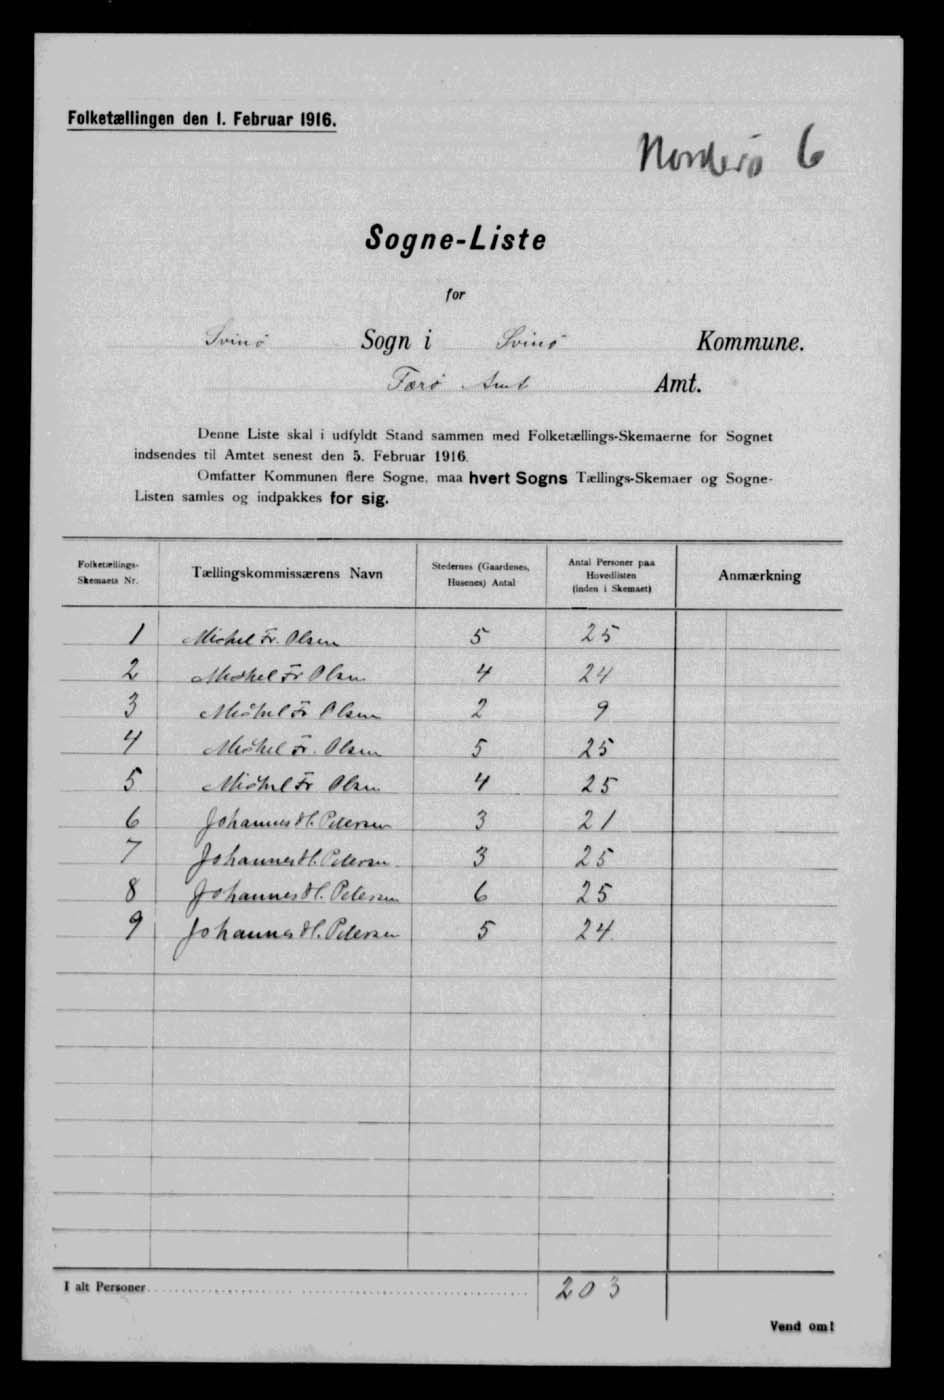 Folketællingen den 1. Februar 1916.
Norderø 6
Sogne-Liste
for
Svinø Sogn i Svinø Kommune.
Færø Amt Amt.
Denne Liste skal i udfyldt Stand sammen med Folketællings-Skemaerne for Sognet
indsendes til Amtet senest den 5. Februar 1916.
Omfatter Kommunen flere Sogne, maa hvert Sogns Tællings-Skemaer og Sogne-
Listen samles og indpakkes for sig.
Folketællings-
Skemaets Nr.
Tællingskommissærens Navn
Stedernes (Gaardenes,
Husenes) Antal
Antal Personer paa
Hovedlisten
(inden i Skemaet)
Anmærkning
1 Michel Fr. Olsen 5 25
2 Michel Fr Olsen 4 24
3 Michel Fr Olsen 2 9
4 Michel Fr. Olsen 5 25
5 Michel Fr Olsen 4 25
6 Johannes H. Petersen 3 21
7 Johannes H. Petersen 3 25
8 Johannes H. Petersen 6 25
9 Johannes H. Petersen 5 24
I alt Personer 203
Vend om!